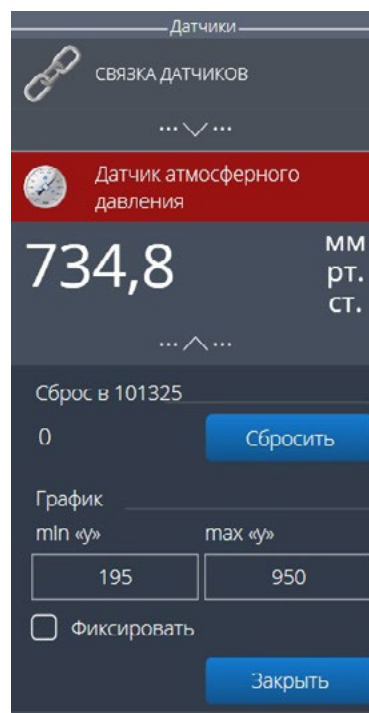 Датчики
СВЯЗКА ДАТЧИКОВ
Датчик атмосферного
давления
734,8
мм
рт.
ст.
Сброс в 101325
0
Сбросить
График
min «y»
max «y»
195
950
Фиксировать
Закрыть